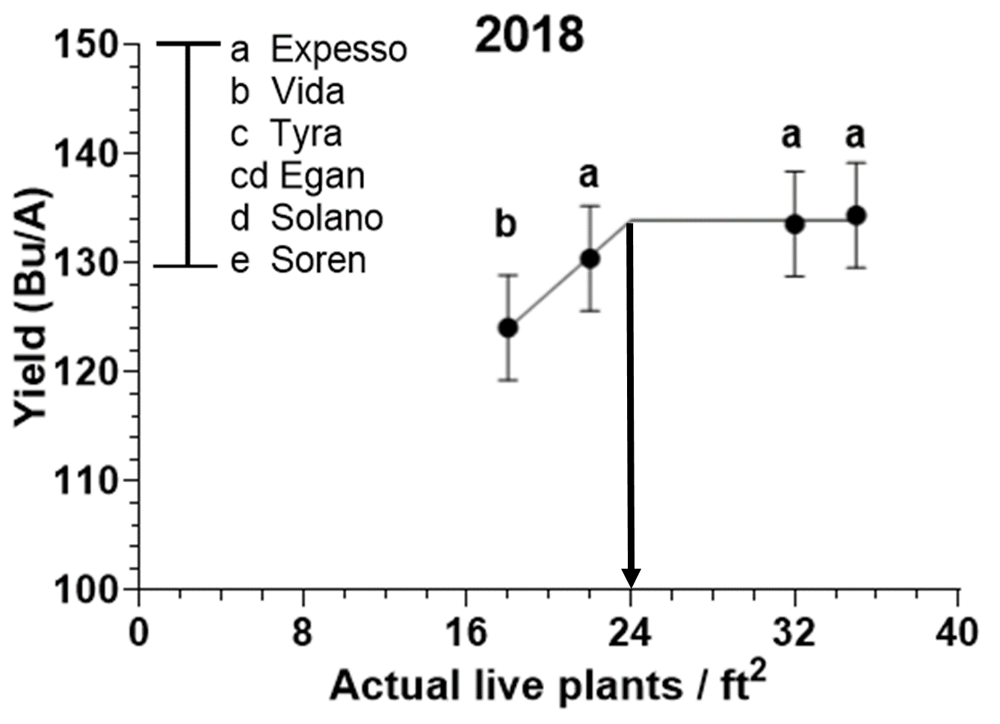 2018
150
140
130
120
110
100
Yield (Bu/A)
a Expesso
b Vida
c Tyra
cd Egan
d Solano
e Soren
b
a
a
a
0 8 16 24 32 40
Actual live plants / ft²